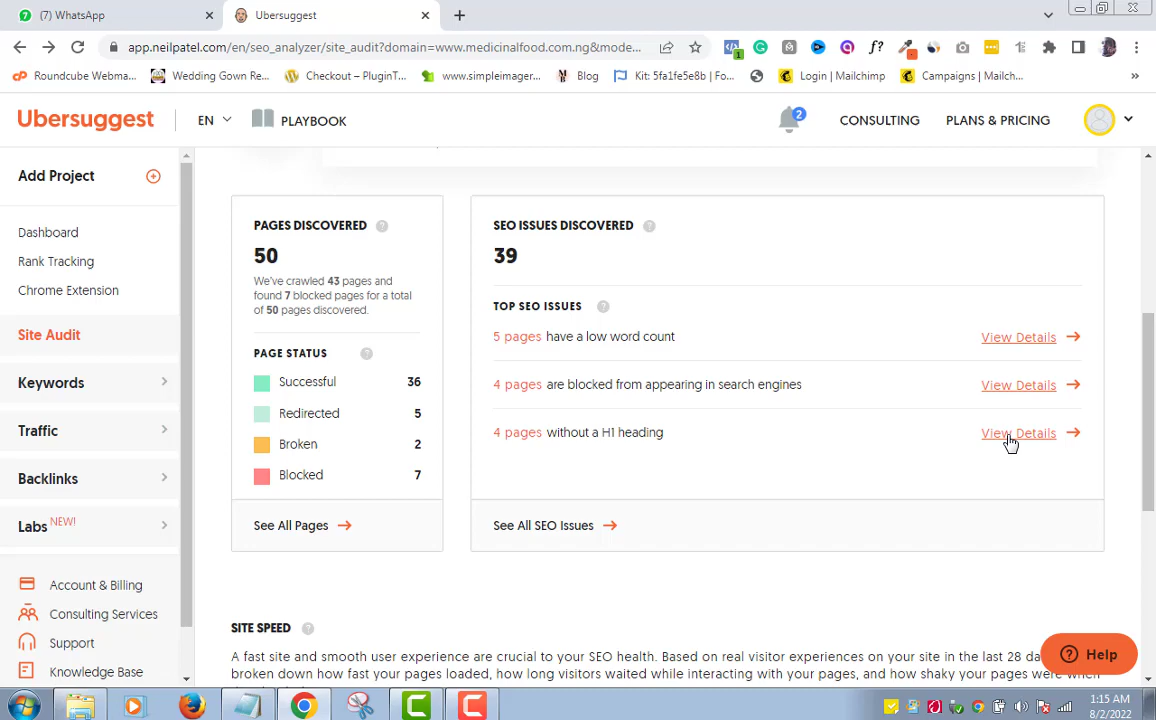 (7) WhatsApp
Ubersuggest
app.neilpatel.com/en/seo_analyzer/site_audit?domain=www.medicinalfood.com.ng&mode...
Roundcube Webma...
Wedding Gown Re...
Checkout – PluginT...
www.simpleimager...
Blog
Kit: 5fa1fe5e8b | Fo...
Login | Mailchimp
Campaigns | Mailch...
Ubersuggest
EN
PLAYBOOK
2
CONSULTING
PLANS & PRICING
Add Project
Dashboard
Rank Tracking
Chrome Extension
Site Audit
Keywords
Traffic
Backlinks
Labs NEW!
Account & Billing
Consulting Services
Support
Knowledge Base
PAGES DISCOVERED
50
We've crawled 43 pages and
found 7 blocked pages for a total
of 50 pages discovered.
PAGE STATUS
Successful 36
Redirected 5
Broken 2
Blocked 7
See All Pages
SEO ISSUES DISCOVERED
39
TOP SEO ISSUES
5 pages have a low word count View Details
4 pages are blocked from appearing in search engines View Details
4 pages without a H1 heading View Details
See All SEO Issues
SITE SPEED
A fast site and smooth user experience are crucial to your SEO health. Based on real visitor experiences on your site in the last 28
broken down how fast your pages loaded, how long visitors waited while interacting with your pages, and how shaky your pages were
Help
1:15 AM
8/2/2022